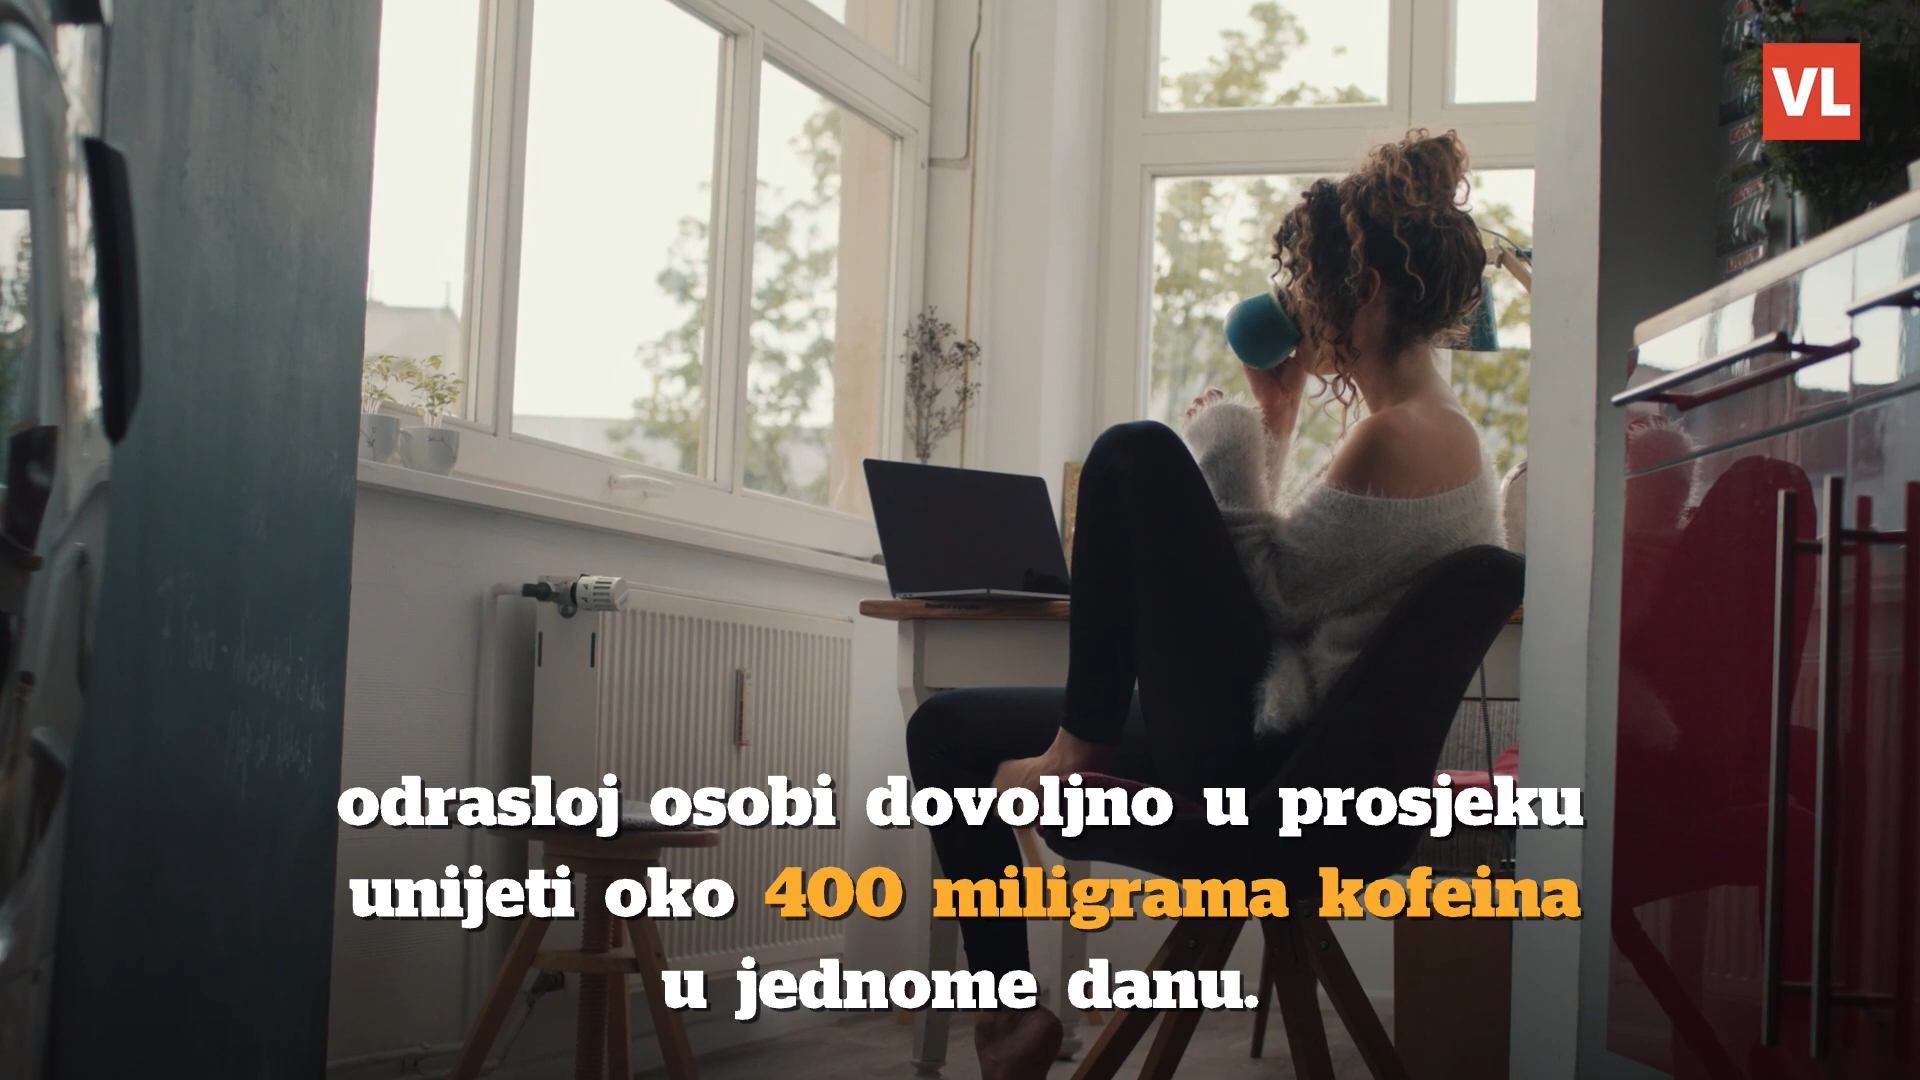 VL
odrasloj osobi dovoljno u prosjeku
unijeti oko 400 miligrama kofeina
u jednome danu.